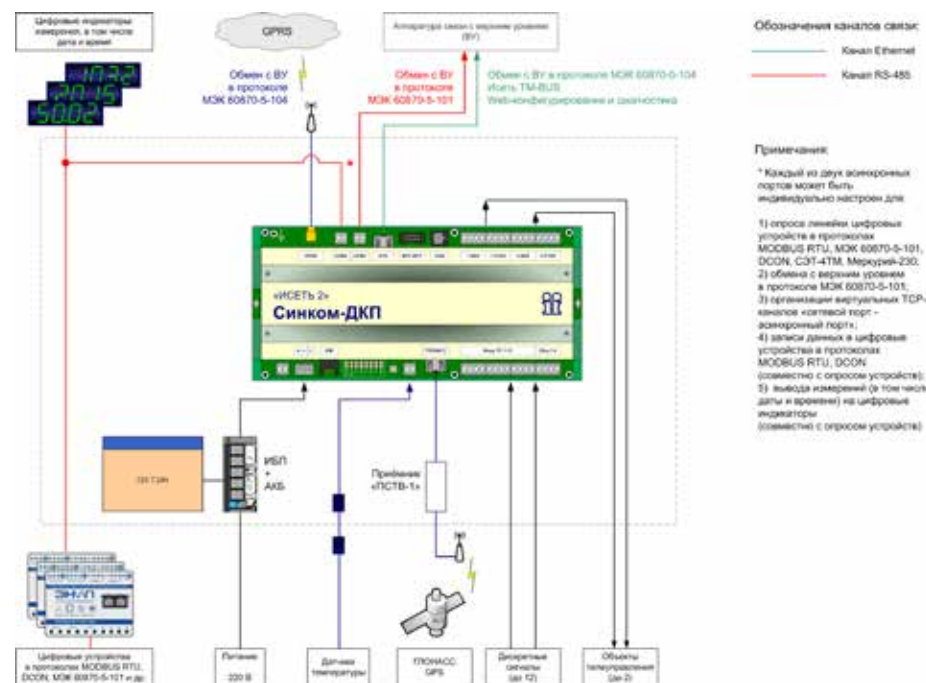 Цифровые индикаторы
измерений, в том числе
дата и время
10:32
20:15
50.02
GPRS
Аппаратура связи с верхним уровнем
(ВУ)
Обмен с ВУ
в протоколе
МЭК 60870-5-104
Обмен с ВУ
в протоколе
МЭК 60870-5-101
Обмен с ВУ в протоколе МЭК 60870-5-104
Исеть TM-BUS
Web-конфигурирование и диагностика
Обозначения каналов связи:
Канал Ethernet
Канал RS-485
Примечания:
* Каждый из двух асинхронных
портов может быть
индивидуально настроен для:
1) опроса линейки цифровых
устройств в протоколах
MODBUS RTU, МЭК 60870-5-101,
DCON, СЭТ-4ТМ, Меркурий-230;
2) обмена с верхним уровнем
в протоколе МЭК 60870-5-101;
3) организации виртуальных TCP-
каналов «сетевой порт -
асинхронный порт»;
4) записи данных в цифровые
устройства в протоколах
MODBUS RTU, DCON
(совместно с опросом устройств);
5) вывода измерений (в том числе
даты и времени) на цифровые
индикаторы
(совместно с опросом устройств)
*
«ИСЕТЬ 2»
Синком-ДКП
ИБП
+
АКБ
Приёмник
«ПСТВ-1»
ЭНИП
Цифровые устройства
в протоколах MODBUS RTU,
DCON, МЭК 60870-5-101 и др.
Питание
220 В
Датчики
температуры
ГЛОНАСС
GPS
Дискретные
сигналы
(до 12)
Объекты
телеуправления
(до 2)